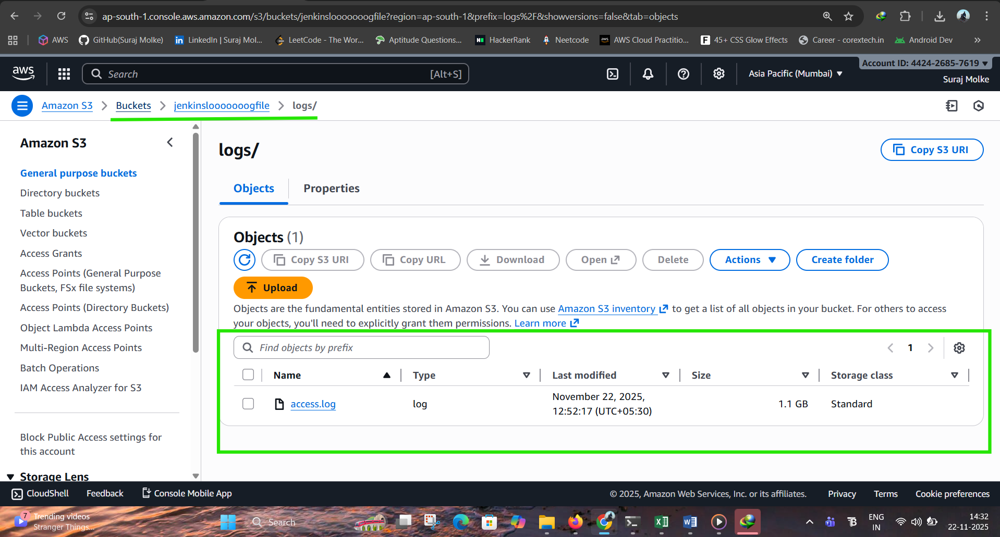 ap-south-1.console.aws.amazon.com/s3/buckets/jenkinslooooooogfile?region=ap-south-1&prefix=logs%2F&showversions=false&tab=objects
AWS GitHub(Suraj Molke) LinkedIn | Suraj Mol... LeetCode - The Wor... Aptitude Questions... HackerRank Neetcode AWS Cloud Practitio... 45+ CSS Glow Effects Career - corextech.in Android Dev
aws Search [Alt+S] Asia Pacific (Mumbai) Account ID: 4424-2685-7619
Suraj Molke
Amazon S3 Buckets jenkinslooooooogfile logs/
Amazon S3
General purpose buckets
Directory buckets
Table buckets
Vector buckets
Access Grants
Access Points (General Purpose
Buckets, FSx file systems)
Access Points (Directory Buckets)
Object Lambda Access Points
Multi-Region Access Points
Batch Operations
IAM Access Analyzer for S3
Block Public Access settings for
this account
Storage Lens
logs/
Copy S3 URI
Objects Properties
Objects (1)
Copy S3 URI Copy URL Download Open Delete Actions Create folder
Upload
Objects are the fundamental entities stored in Amazon S3. You can use Amazon S3 inventory to get a list of all objects in your bucket. For others to access
your objects, you'll need to explicitly grant them permissions. Learn more
Find objects by prefix 1
Name Type Last modified Size Storage class
access.log log November 22, 2025, 1.1 GB Standard
12:52:17 (UTC+05:30)
CloudShell Feedback Console Mobile App © 2025, Amazon Web Services, Inc. or its affiliates. Privacy Terms Cookie preferences
7 Trending videos
Stranger Things...
Search
ENG
IN
14:32
22-11-2025